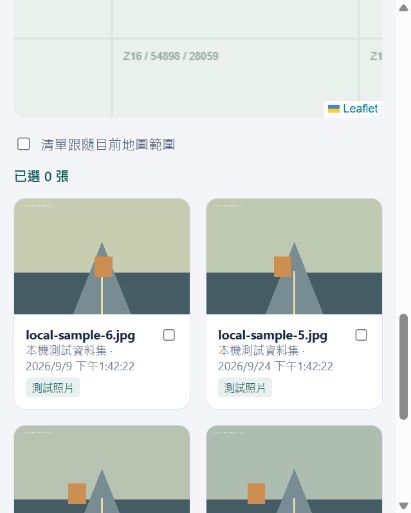 Z16 / 54898 / 28059
Z1
Leaflet
清單跟隨目前地圖範圍
已選 0 張
local-sample-6.jpg
本機測試資料集 ·
2026/9/9 下午1:42:22
測試照片
local-sample-5.jpg
本機測試資料集 ·
2026/9/24 下午1:42:22
測試照片